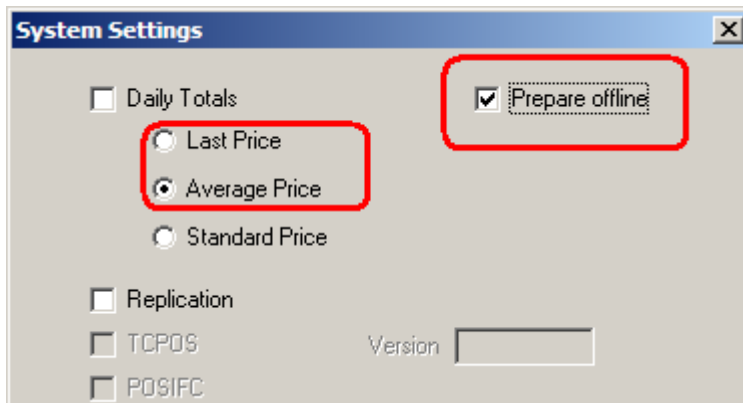 System Settings
Daily Totals
Prepare offline
Last Price
Average Price
Standard Price
Replication
TCPOS
Version
POSIFC